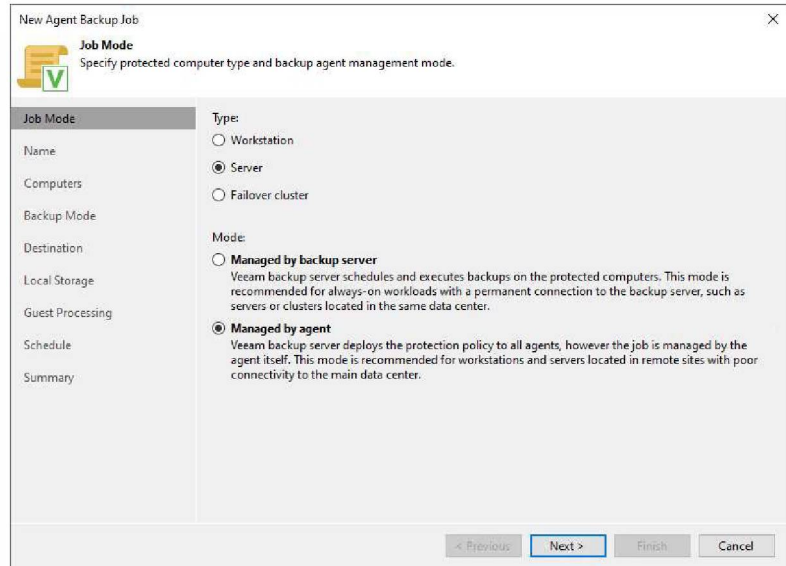 New Agent Backup Job
Job Mode
Specify protected computer type and backup agent management mode.
V
Job Mode
Name
Computers
Backup Mode
Destination
Local Storage
Guest Processing
Schedule
Summary
Type:
Workstation
Server
Failover cluster
Mode:
Managed by backup server
Veeam backup server schedules and executes backups on the protected computers. This mode is
recommended for always-on workloads with a permanent connection to the backup server, such as
servers or clusters located in the same data center.
Managed by agent
Veeam backup server deploys the protection policy to all agents, however the job is managed by the
agent itself. This mode is recommended for workstations and servers located in remote sites with poor
connectivity to the main data center.
< Previous
Next >
Finish
Cancel